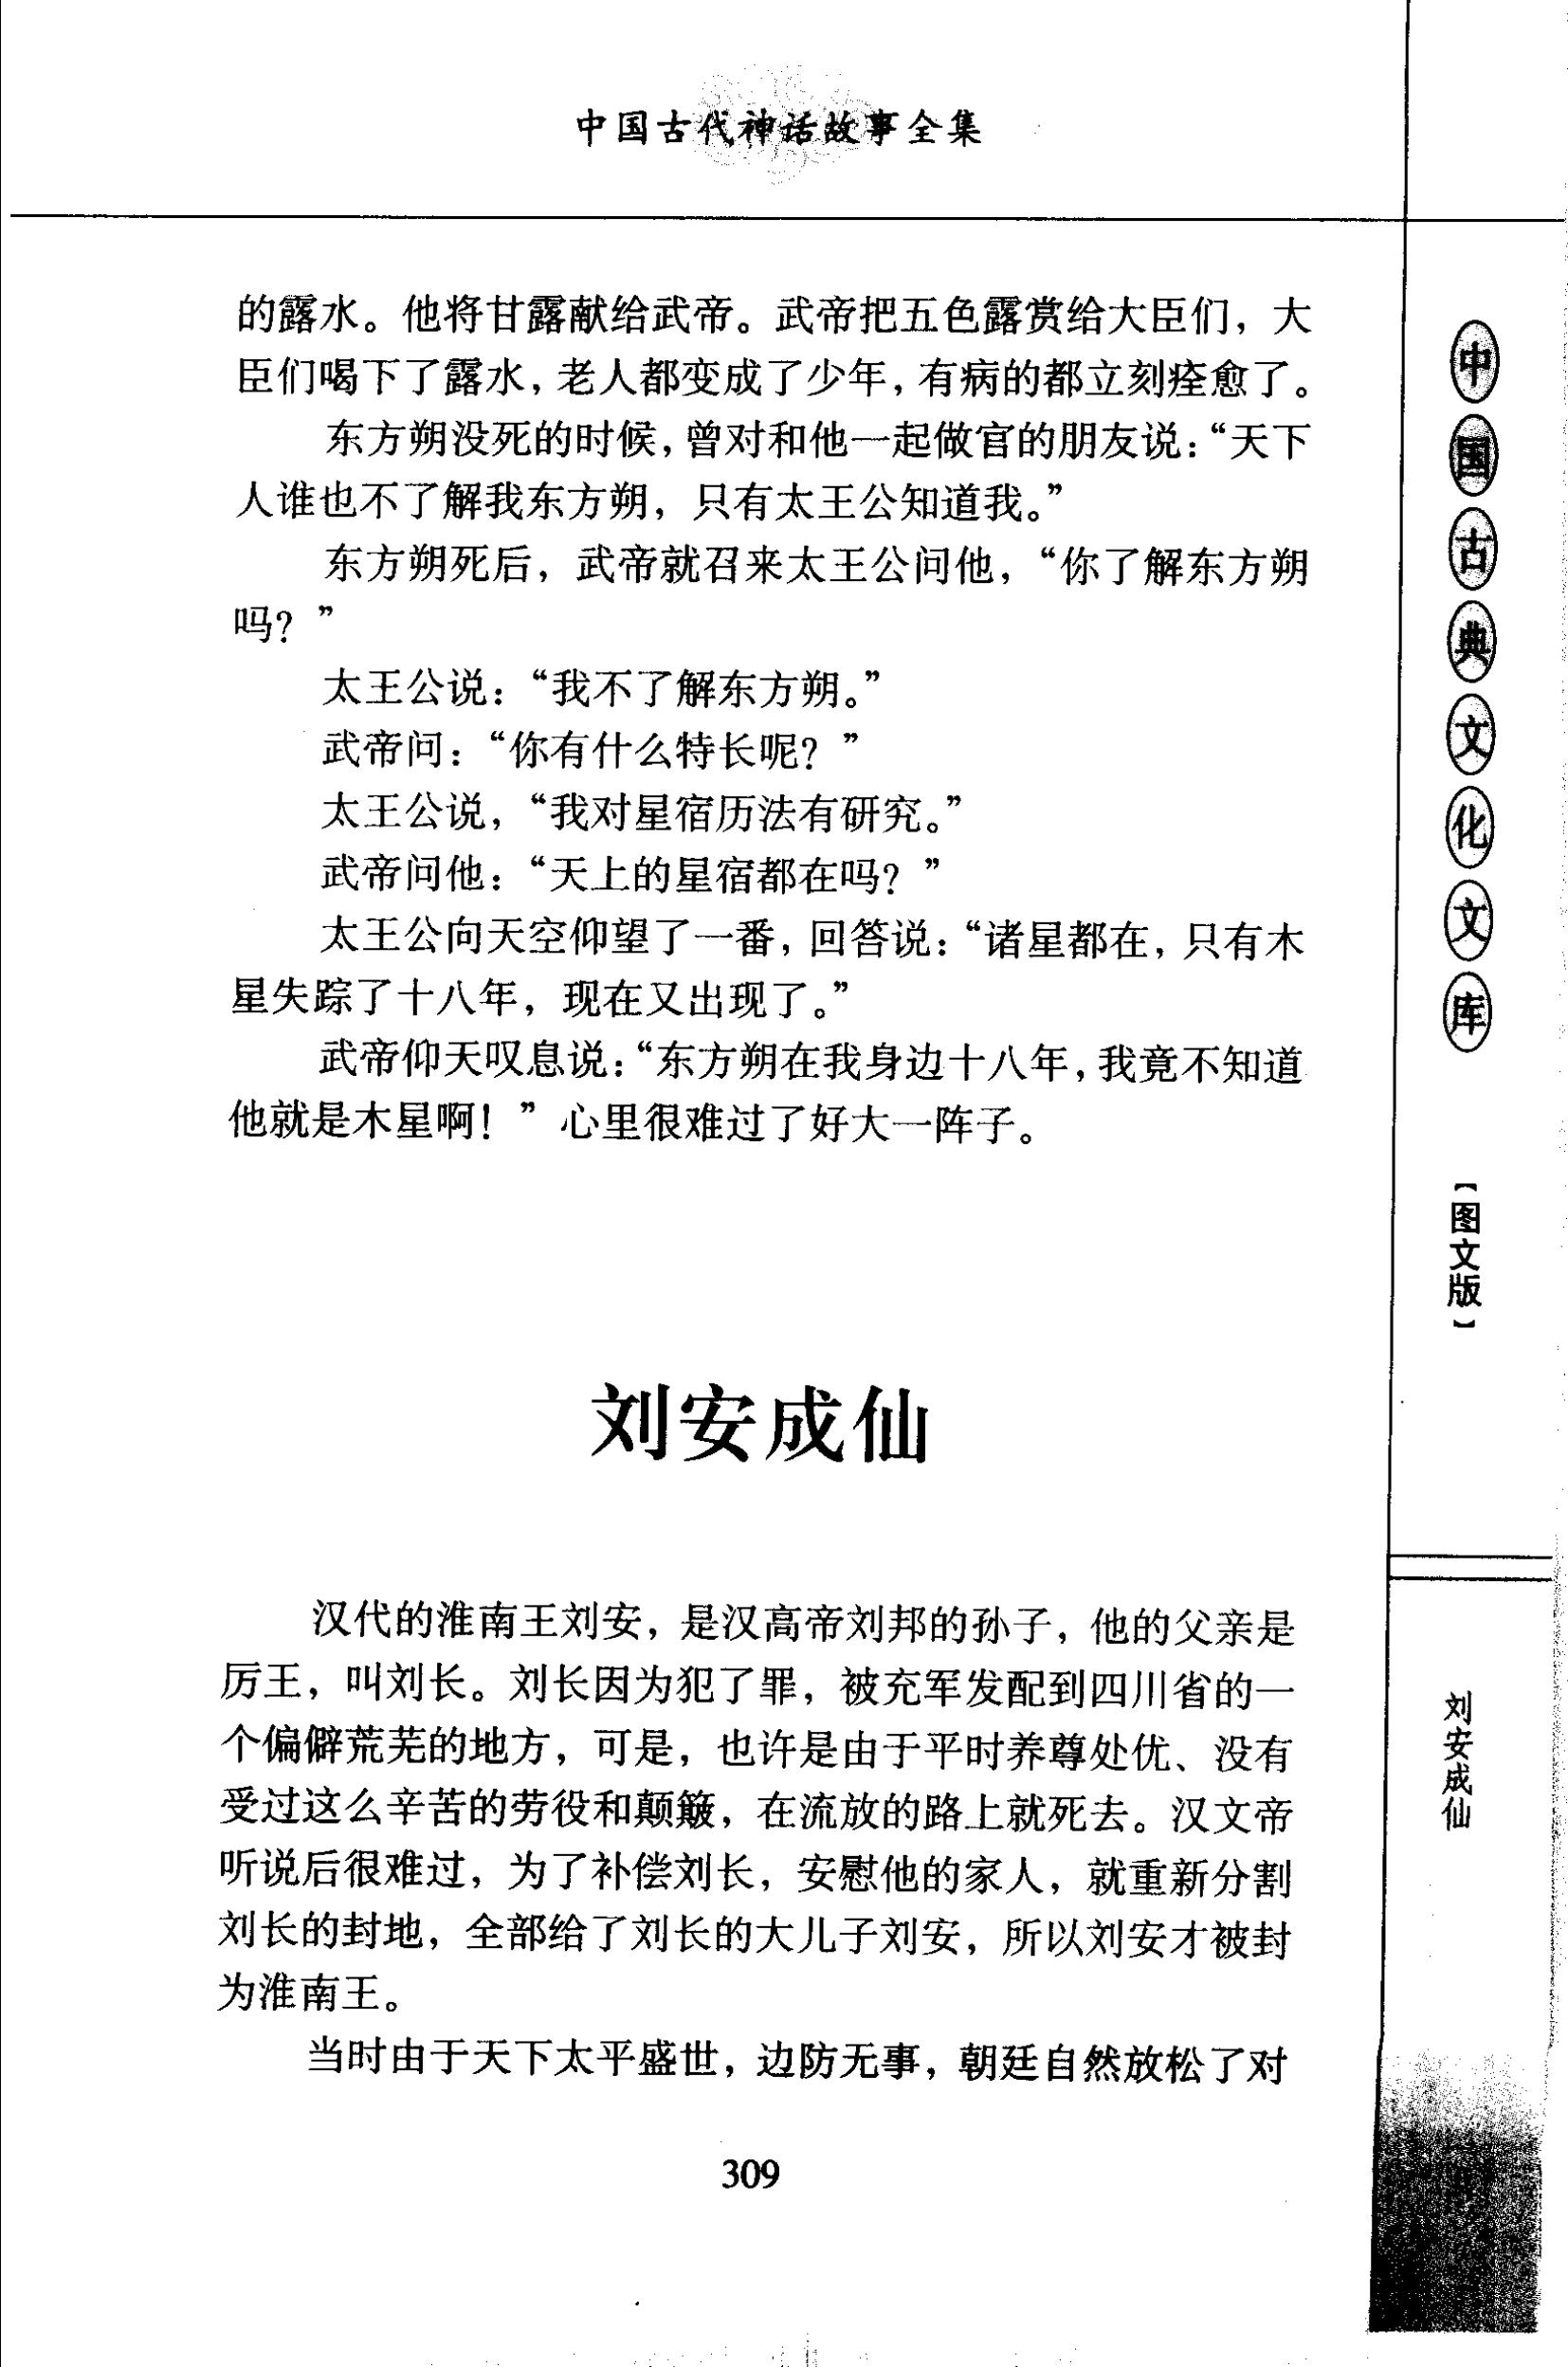 中国古代神话故事全集
的露水。他将甘露献给武帝。武帝把五色露赏给大臣们，大
臣们喝下了露水，老人都变成了少年，有病的都立刻痊愈了。
东方朔没死的时候，曾对和他一起做官的朋友说：“天下
人谁也不了解我东方朔，只有太王公知道我。”
东方朔死后，武帝就召来太王公问他，“你了解东方朔
吗？”
太王公说：“我不了解东方朔。”
武帝问：“你有什么特长呢？”
太王公说，“我对星宿历法有研究。”
武帝问他：“天上的星宿都在吗？”
太王公向天空仰望了一番，回答说：“诸星都在，只有木
星失踪了十八年，现在又出现了。”
武帝仰天叹息说：“东方朔在我身边十八年，我竟不知道
他就是木星啊！”心里很难过了好大一阵子。
刘安成仙
汉代的淮南王刘安，是汉高帝刘邦的孙子，他的父亲是
厉王，叫刘长。刘长因为犯了罪，被充军发配到四川省的一
个偏僻荒芜的地方，可是，也许是由于平时养尊处优、没有
受过这么辛苦的劳役和颠簸，在流放的路上就死去。汉文帝
听说后很难过，为了补偿刘长，安慰他的家人，就重新分割
刘长的封地，全部给了刘长的大儿子刘安，所以刘安才被封
为淮南王。
当时由于天下太平盛世，边防无事，朝廷自然放松了对
309
中国古典文化文库
【图文版】
刘安成仙